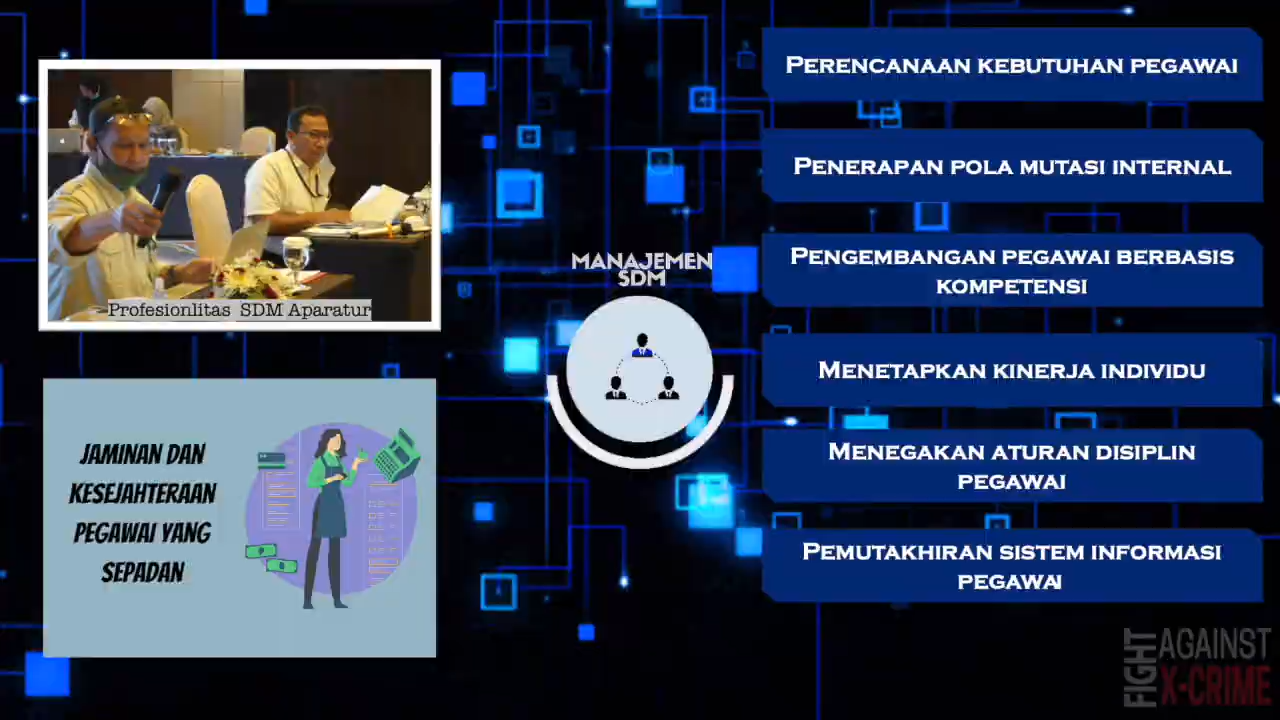 Profesionlitas SDM Aparatur
JAMINAN DAN
KESEJAHTERAAN
PEGAWAI YANG
SEPADAN
MANAJEMEN
SDM
PERENCANAAN KEBUTUHAN PEGAWAI
PENERAPAN POLA MUTASI INTERNAL
PENGEMBANGAN PEGAWAI BERBASIS
KOMPETENSI
MENETAPKAN KINERJA INDIVIDU
MENEGAKAN ATURAN DISIPLIN
PEGAWAI
PEMUTAKHIRAN SISTEM INFORMASI
PEGAWAI
FIGHT
AGAINST
X-CRIME